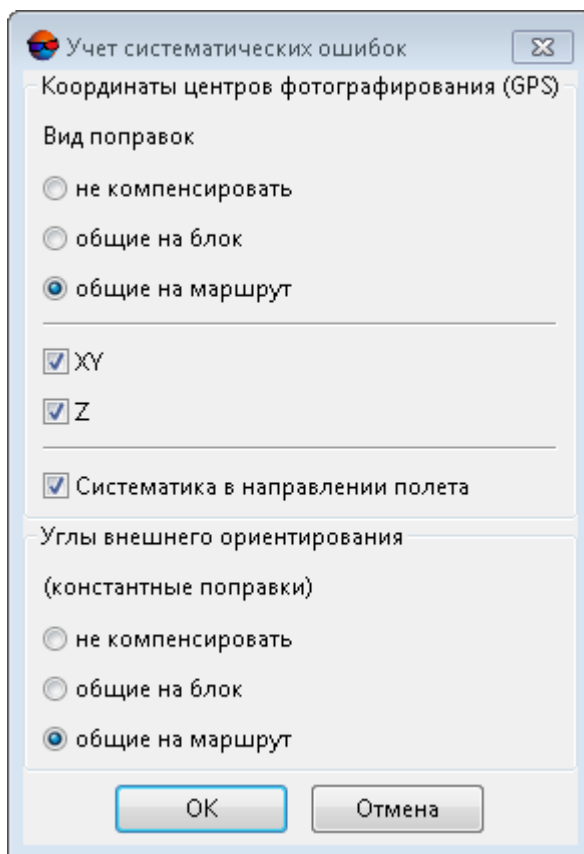 Учет систематических ошибок
Координаты центров фотографирования (GPS)
Вид поправок
не компенсировать
общие на блок
общие на маршрут
XY
Z
Систематика в направлении полета
Углы внешнего ориентирования
(константные поправки)
не компенсировать
общие на блок
общие на маршрут
OK
Отмена